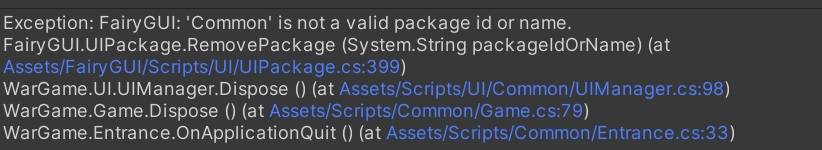 Exception: FairyGUI: 'Common' is not a valid package id or name.
FairyGUI.UIPackage.RemovePackage (System.String packageIdOrName) (at
Assets/FairyGUI/Scripts/UI/UIPackage.cs:399)
WarGame.UI.UIManager.Dispose () (at Assets/Scripts/UI/Common/UIManager.cs:98)
WarGame.Game.Dispose () (at Assets/Scripts/Common/Game.cs:79)
WarGame.Entrance.OnApplicationQuit () (at Assets/Scripts/Common/Entrance.cs:33)